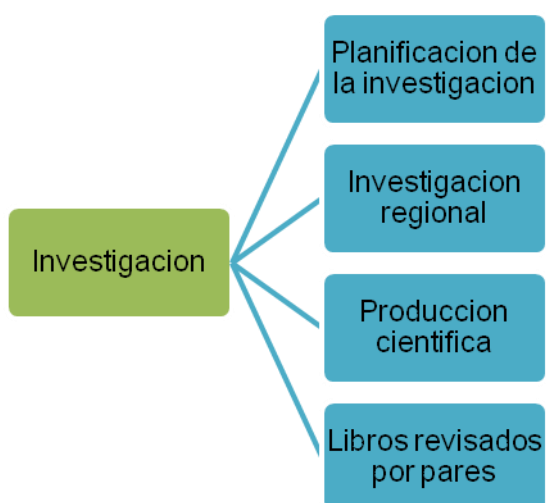 Planificacion de
la investigacion
Investigacion
regional
Investigacion
Produccion
cientifica
Libros revisados
por pares